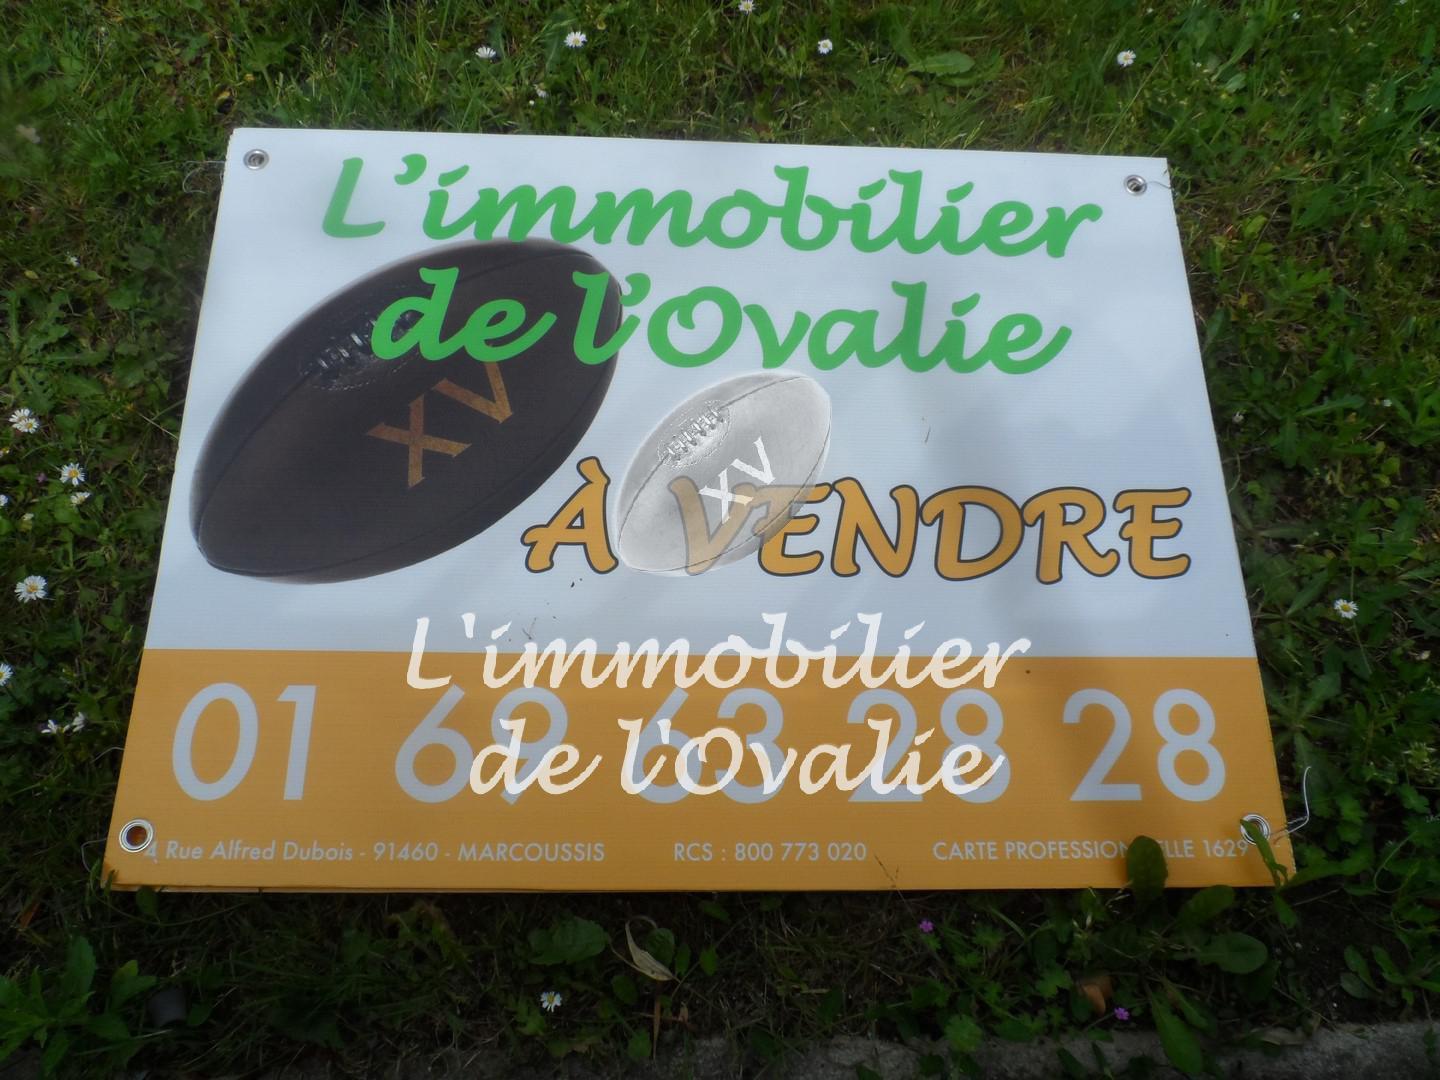 L'immobilier
de l'Ovalie
XV
XV
À VENDRE
L'immobilier
01 69 63 28 28
de l'Ovalie
4 Rue Alfred Dubois - 91460 - MARCOUSSIS RCS : 800 773 020 CARTE PROFESSIONNELLE 1629